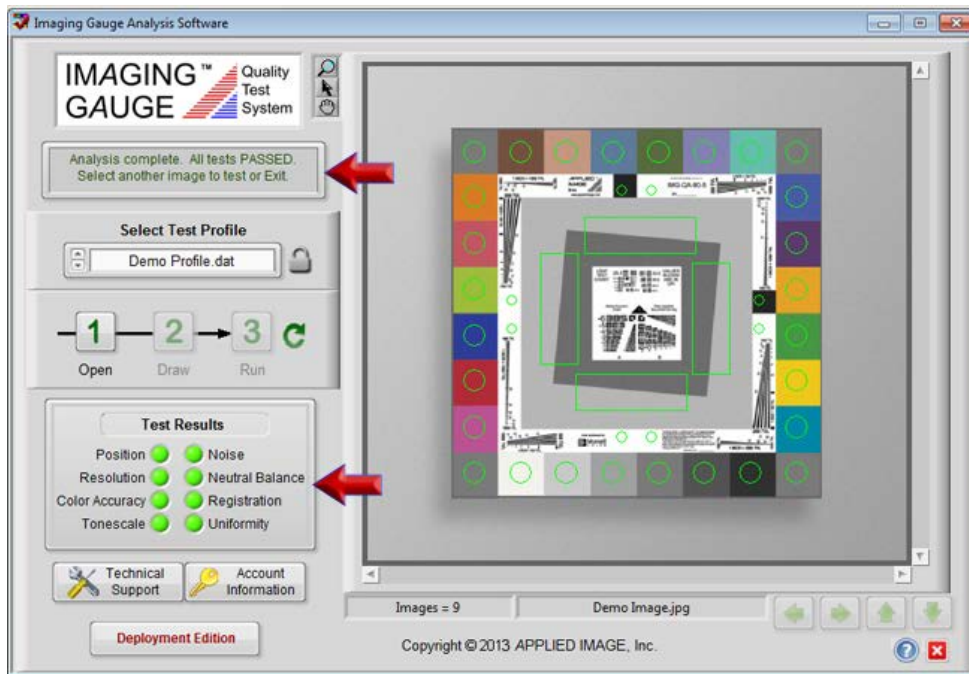 Imaging Gauge Analysis Software
IMAGING™
GAUGE
Quality
Test
System
Analysis complete. All tests PASSED.
Select another image to test or Exit.
Select Test Profile
Demo Profile.dat
1
2
3
Open
Draw
Run
Test Results
Position
Noise
Resolution
Neutral Balance
Color Accuracy
Registration
Tonescale
Uniformity
Technical
Support
Account
Information
Deployment Edition
APPLIED
IMAGE
Images = 9
Demo Image.jpg
Copyright © 2013 APPLIED IMAGE, Inc.